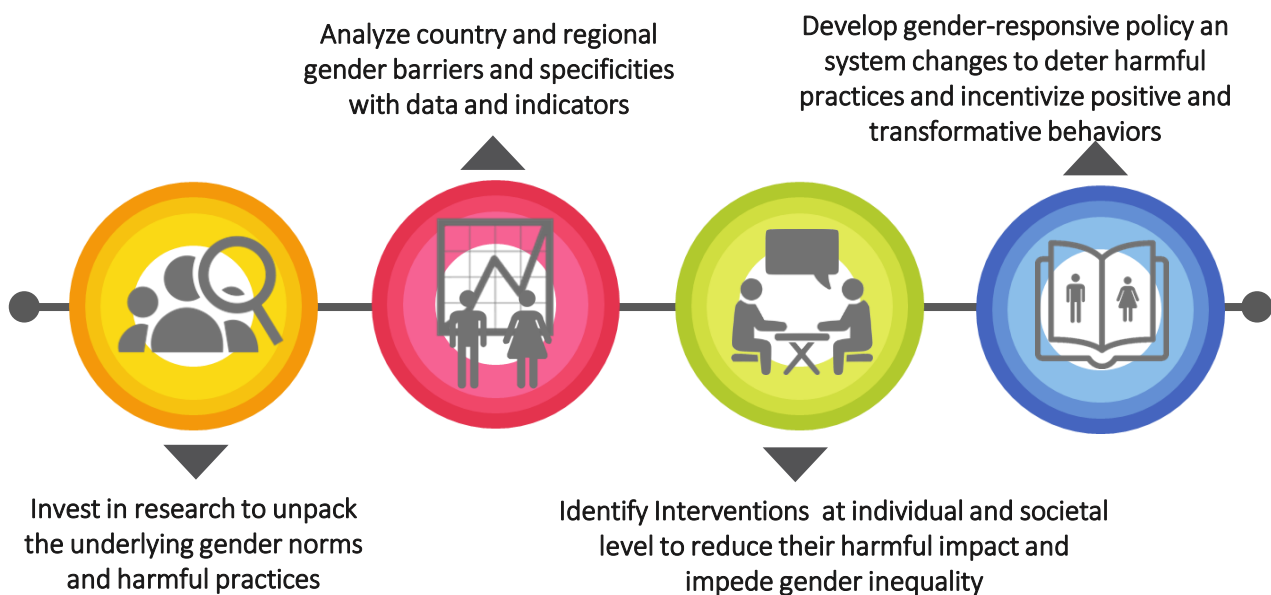 Analyze country and regional
gender barriers and specificities
with data and indicators
Develop gender-responsive policy an
system changes to deter harmful
practices and incentivize positive and
transformative behaviors
Invest in research to unpack
the underlying gender norms
and harmful practices
Identify Interventions  at individual and societal
level to reduce their harmful impact and
impede gender inequality